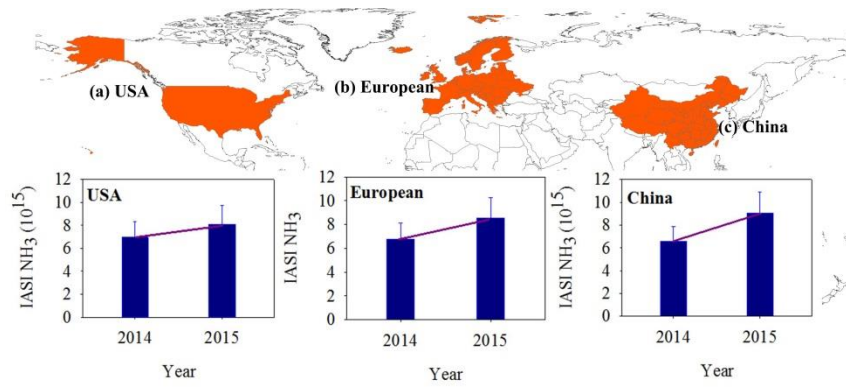 (a) USA
(b) European
(c) China
USA
IASI NH3 (10^15)
12
10
8
6
4
2
0
2014 2015
Year
European
IASI NH3
12
10
8
6
4
2
0
2014 2015
Year
China
IASI NH3 (10^15)
12
10
8
6
4
2
0
2014 2015
Year